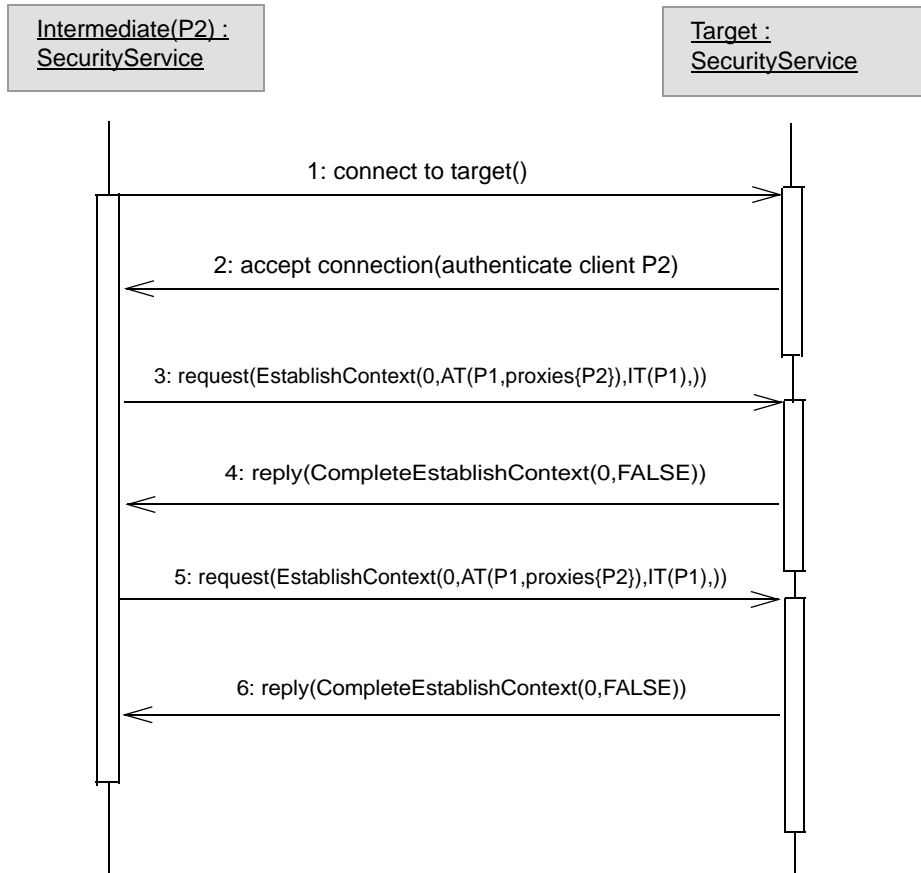 Intermediate(P2) :
SecurityService
Target :
SecurityService
1: connect to target()
2: accept connection(authenticate client P2)
3: request(EstablishContext(0,AT(P1,proxies{P2}),IT(P1),))
4: reply(CompleteEstablishContext(0,FALSE))
5: request(EstablishContext(0,AT(P1,proxies{P2}),IT(P1),))
6: reply(CompleteEstablishContext(0,FALSE))